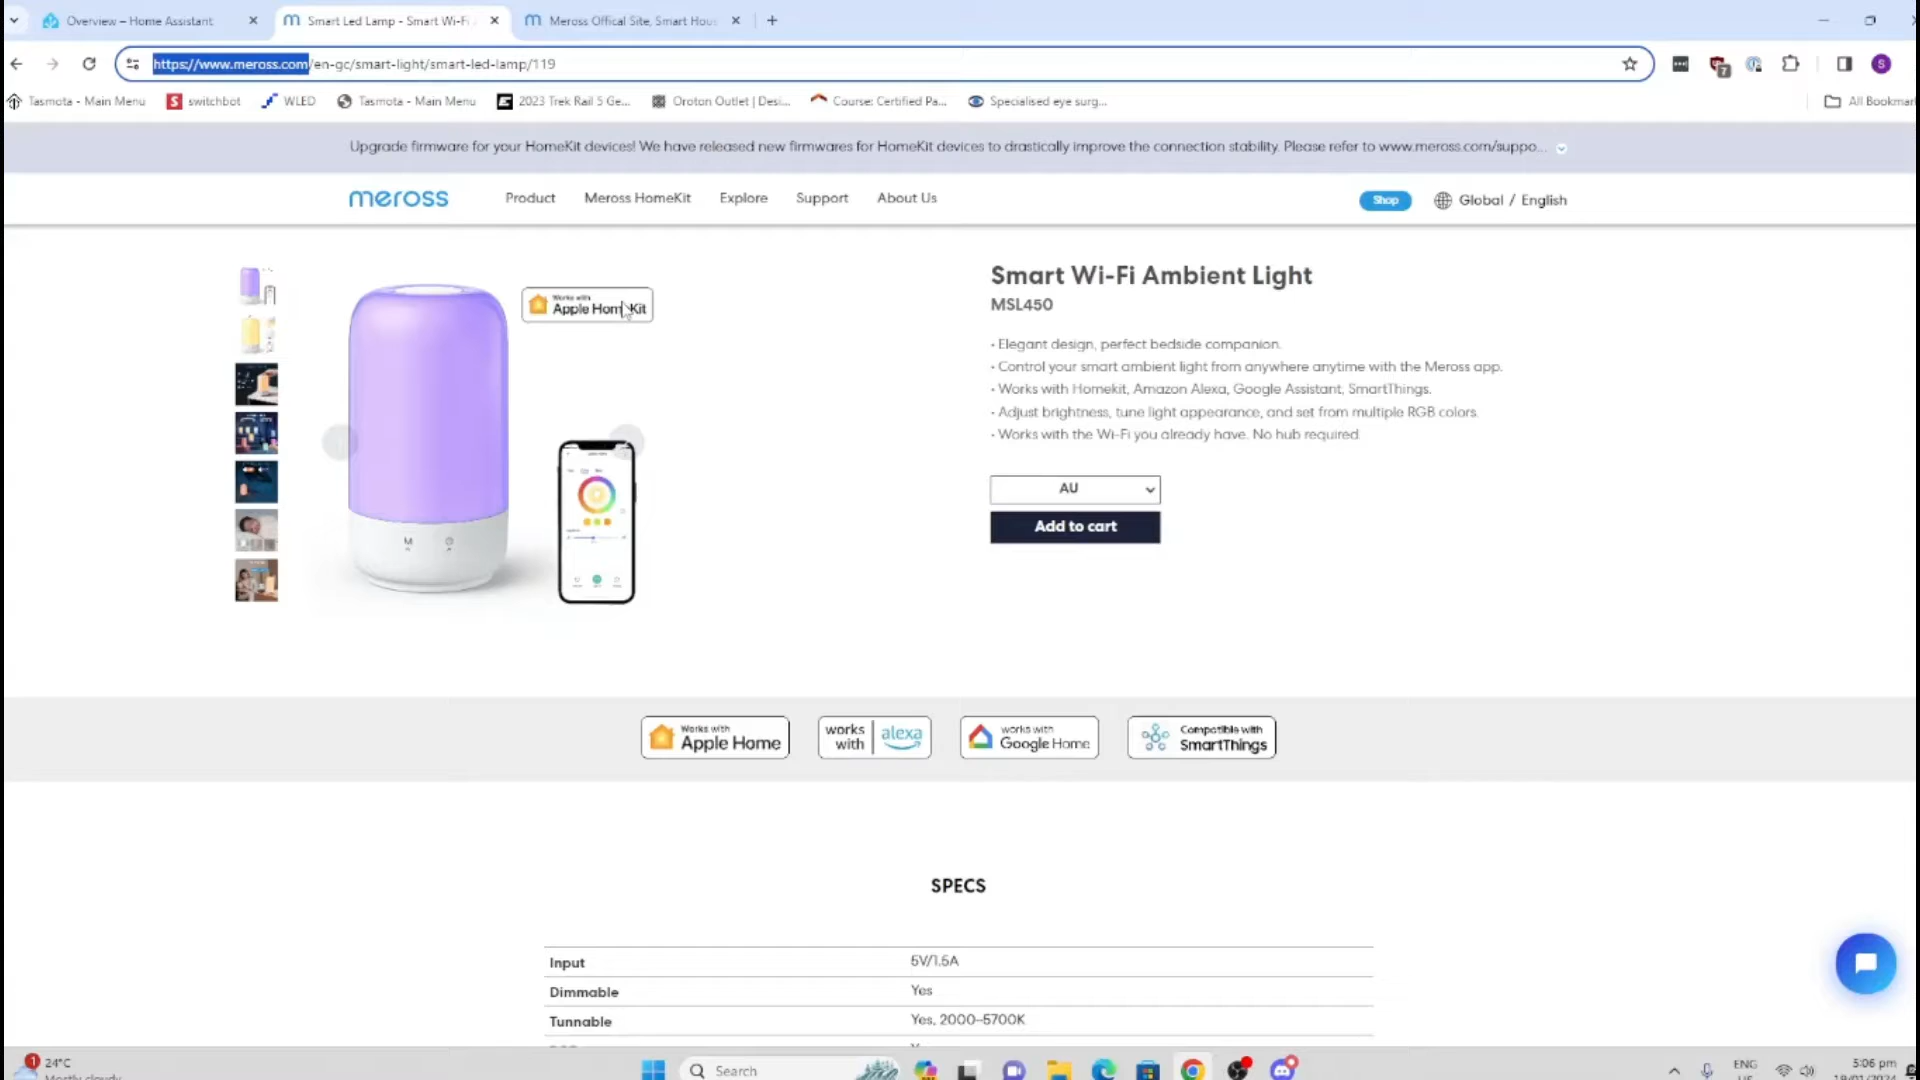 Overview – Home Assistant
Smart Led Lamp - Smart Wi-Fi
Meross Offical Site, Smart Hous
https://www.meross.com/en-gc/smart-light/smart-led-lamp/119
7
S
Tasmota - Main Menu
switchbot
WLED
Tasmota - Main Menu
2023 Trek Rail 5 Ge...
Oroton Outlet | Desi...
Course: Certified Pa...
Specialised eye surg...
All Bookmar
Upgrade firmware for your HomeKit devices! We have released new firmwares for HomeKit devices to drastically improve the connection stability. Please refer to www.meross.com/suppo...
meross
Product
Meross HomeKit
Explore
Support
About Us
Shop
Global / English
Works with
Apple HomeKit
M
Smart Wi-Fi Ambient Light
MSL450
• Elegant design, perfect bedside companion.
• Control your smart ambient light from anywhere anytime with the Meross app.
• Works with Homekit, Amazon Alexa, Google Assistant, SmartThings.
• Adjust brightness, tune light appearance, and set from multiple RGB colors.
• Works with the Wi-Fi you already have. No hub required.
AU
Add to cart
Works with
Apple Home
works with alexa
works with
Google Home
Compatible with
SmartThings
SPECS
Input 5V/1.5A
Dimmable Yes
Tunnable Yes, 2000-5700K
1
24°C
Mostly cloudy
Search
ENG
US
5:06 pm
19/01/2024